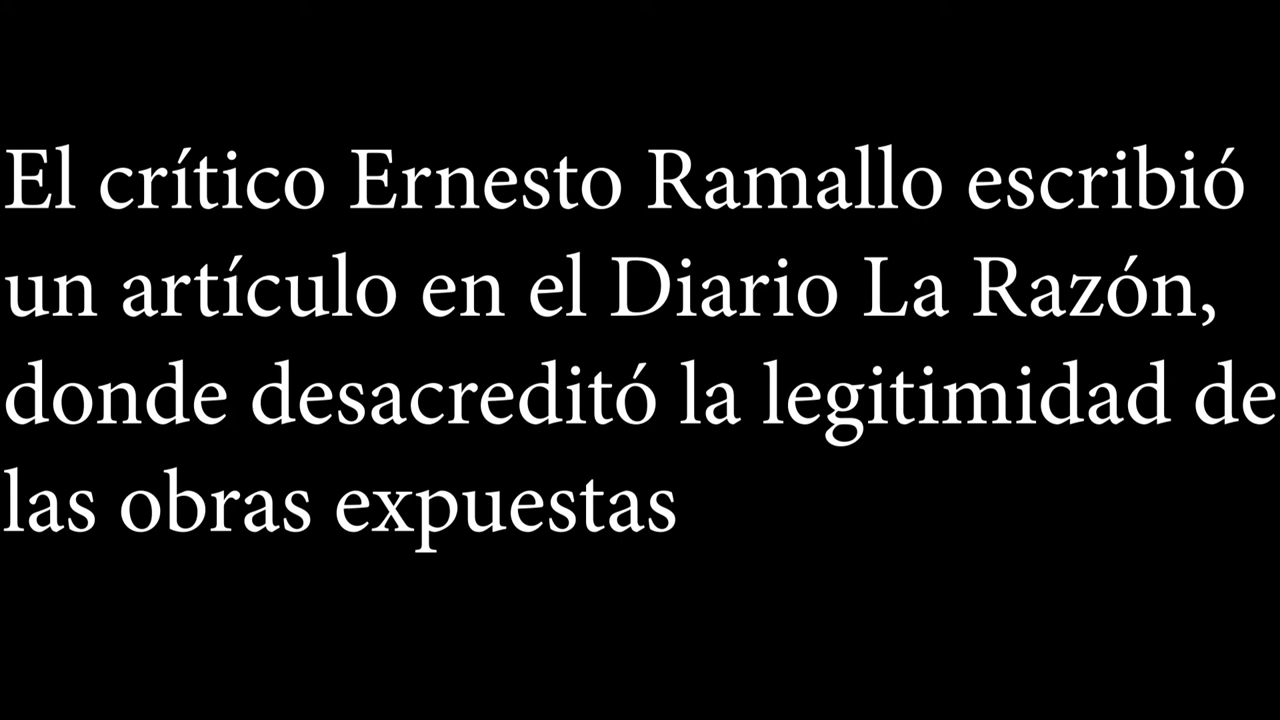 El crítico Ernesto Ramallo escribió
un artículo en el Diario La Razón,
donde desacreditó la legitimidad de
las obras expuestas